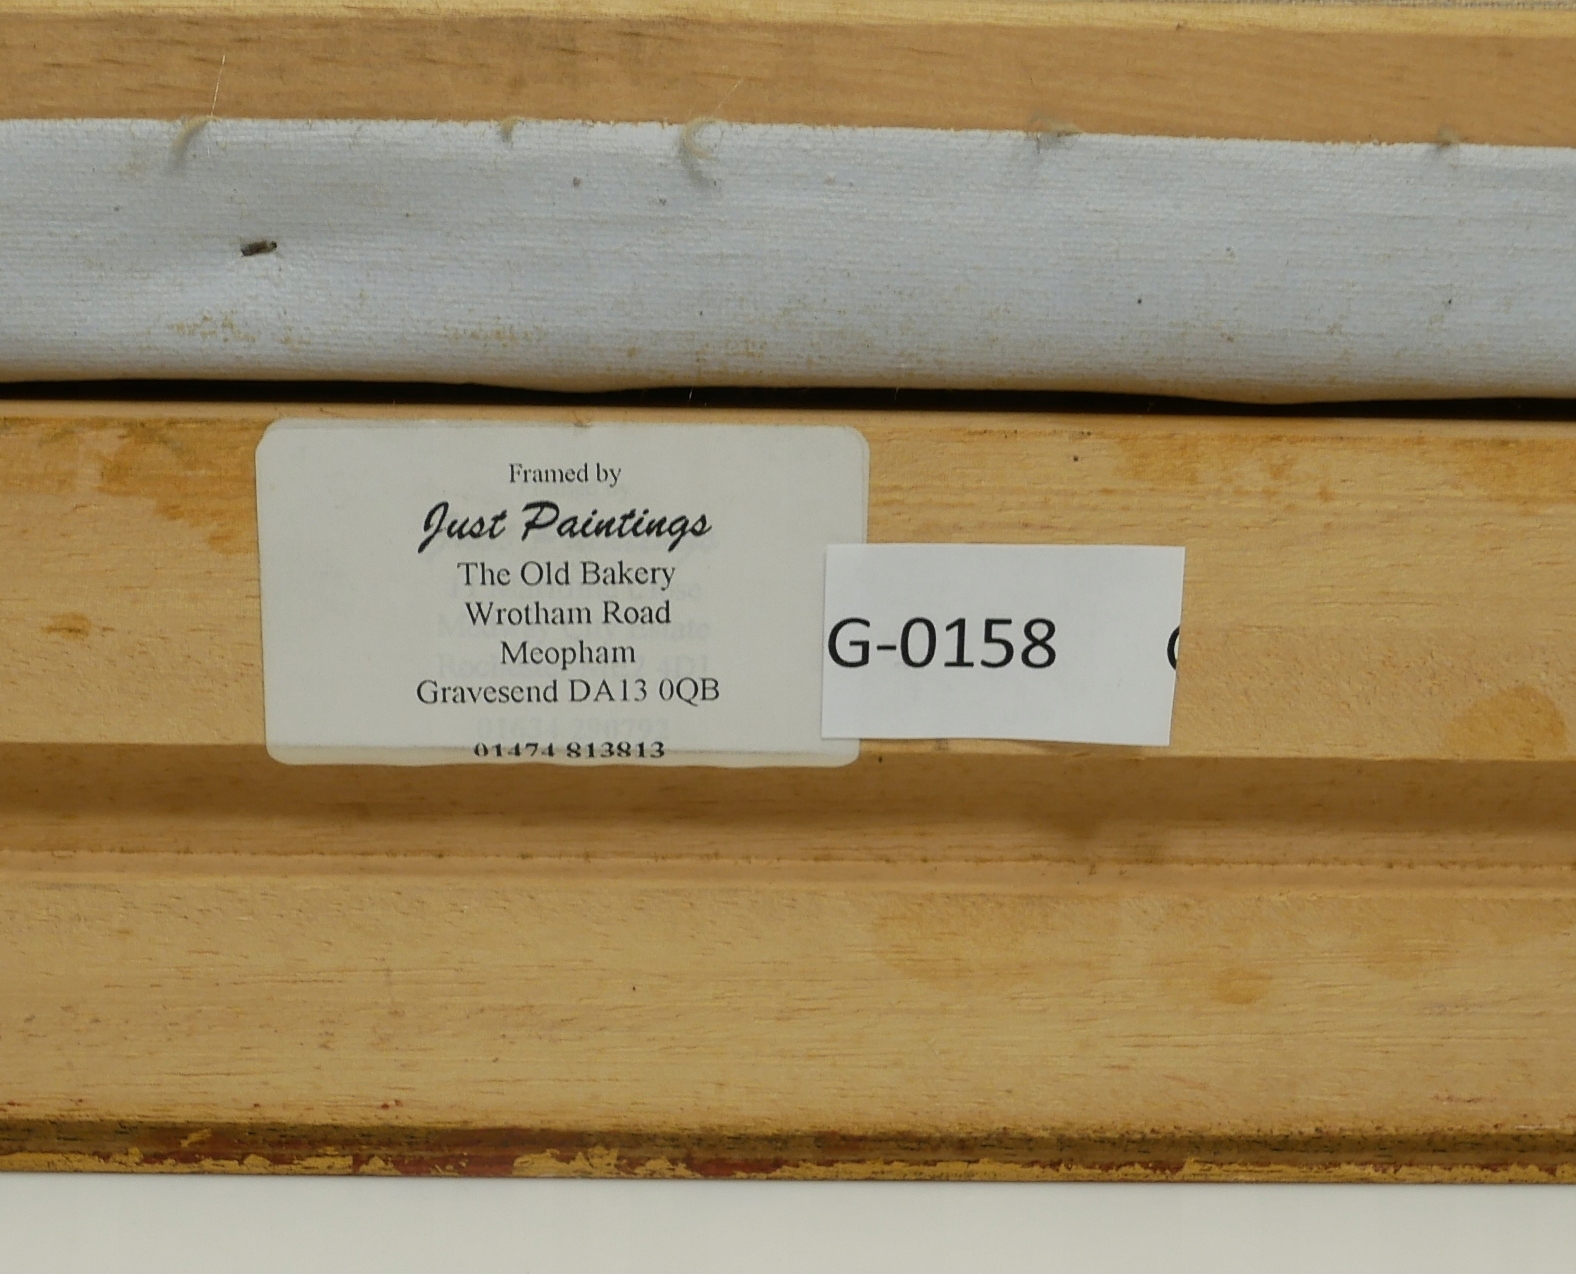 Framed by
Just Paintings
The Old Bakery
Wrotham Road
Meopham
Gravesend DA13 0QB
01474 813813
G-0158